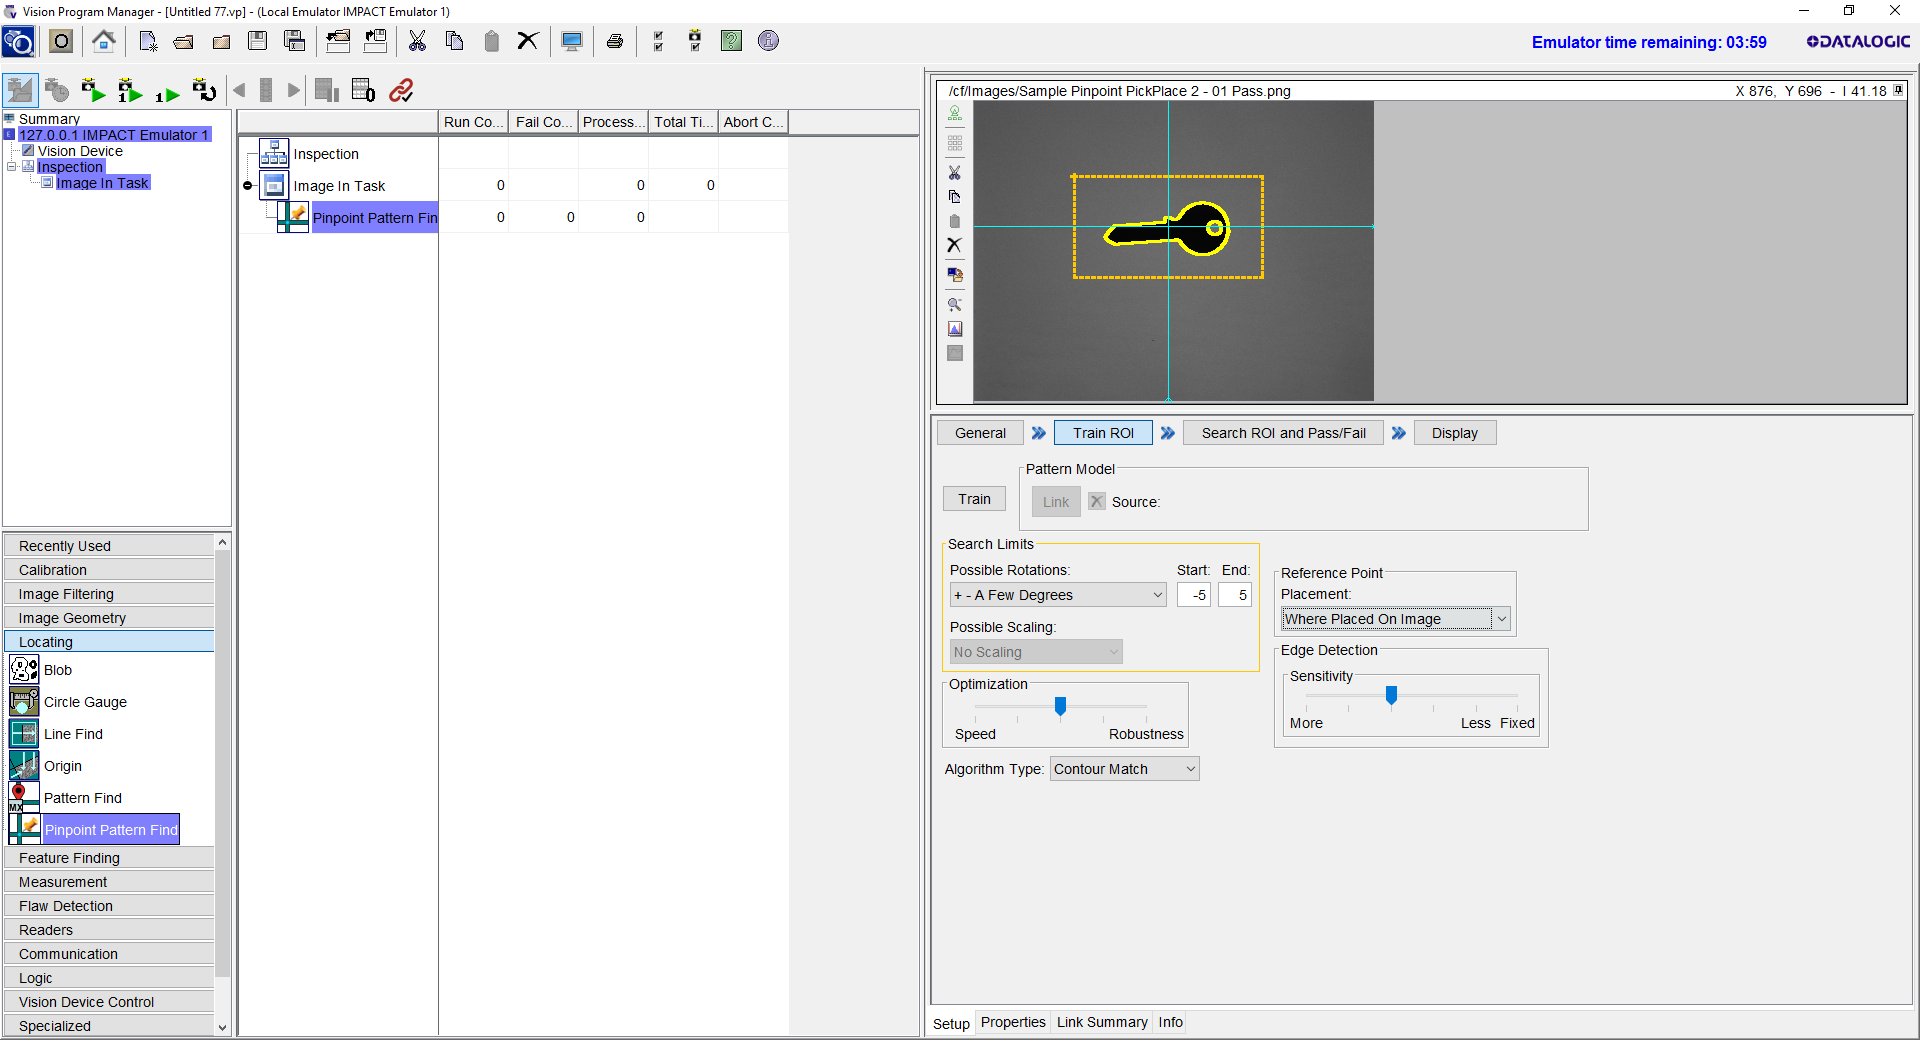 Vision Program Manager - [Untitled 77.vp] - (Local Emulator IMPACT Emulator 1)
Emulator time remaining: 03:59
DATALOGIC
Summary
127.0.0.1 IMPACT Emulator 1
Vision Device
Inspection
Image In Task
Run Co... Fail Co... Process... Total Ti... Abort C...
Inspection
Image In Task 0 0 0
Pinpoint Pattern Fin 0 0 0
Recently Used
Calibration
Image Filtering
Image Geometry
Locating
Blob
Circle Gauge
Line Find
Origin
Pattern Find
Pinpoint Pattern Find
Feature Finding
Measurement
Flaw Detection
Readers
Communication
Logic
Vision Device Control
Specialized
/cf/Images/Sample Pinpoint PickPlace 2 - 01 Pass.png
X 876, Y 696 - I 41.18
General Train ROI Search ROI and Pass/Fail Display
Train
Pattern Model
Link X Source:
Search Limits
Possible Rotations: Start: End:
+ - A Few Degrees -5 5
Possible Scaling:
No Scaling
Reference Point
Placement:
Where Placed On Image
Optimization
Speed Robustness
Edge Detection
Sensitivity
More Less Fixed
Algorithm Type: Contour Match
Setup Properties Link Summary Info